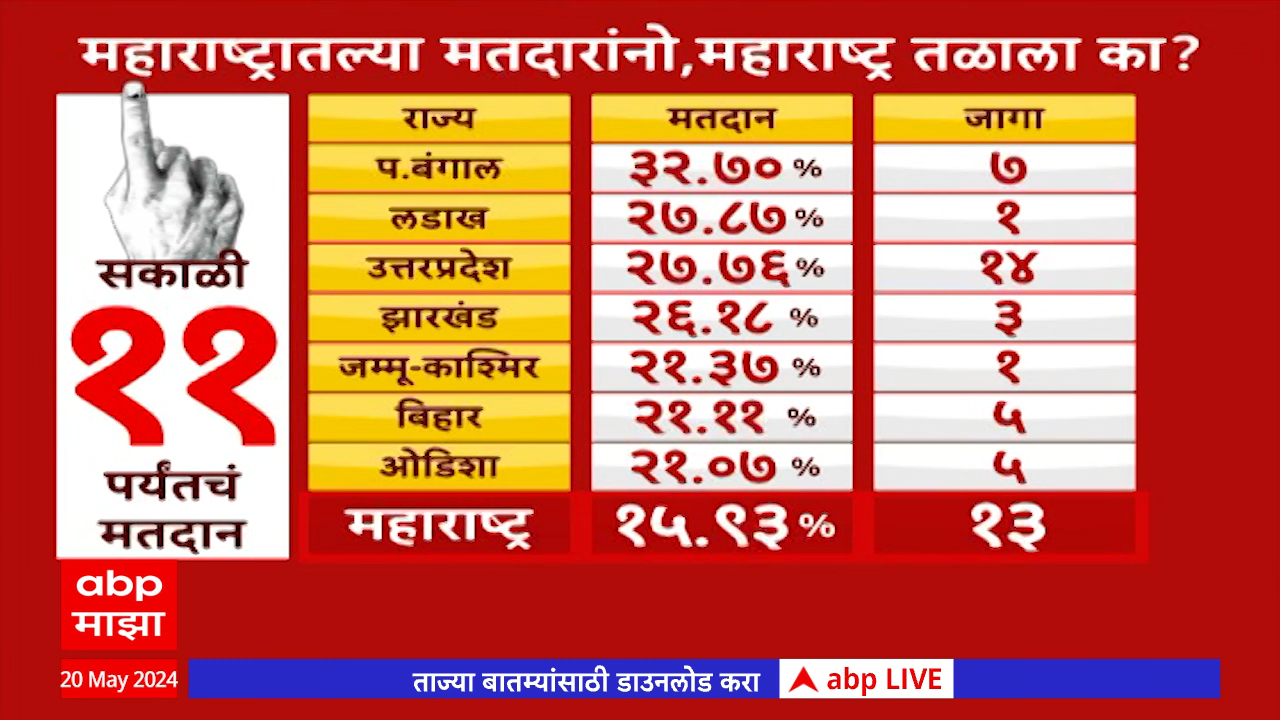 महाराष्ट्रातल्या मतदारांनो,महाराष्ट्र तळाला का?
सकाळी
११
पर्यंतचं
मतदान
राज्य मतदान जागा
प.बंगाल ३२.७०% ७
लडाख २७.८७% १
उत्तरप्रदेश २७.७६% १४
झारखंड २६.१८ % ३
जम्मू-काश्मिर २१.३७ % १
बिहार २१.११ % ५
ओडिशा २१.०७ % ५
महाराष्ट्र १५.९३% १३
abp
माझा
20 May 2024
ताज्या बातम्यांसाठी डाउनलोड करा abp LIVE